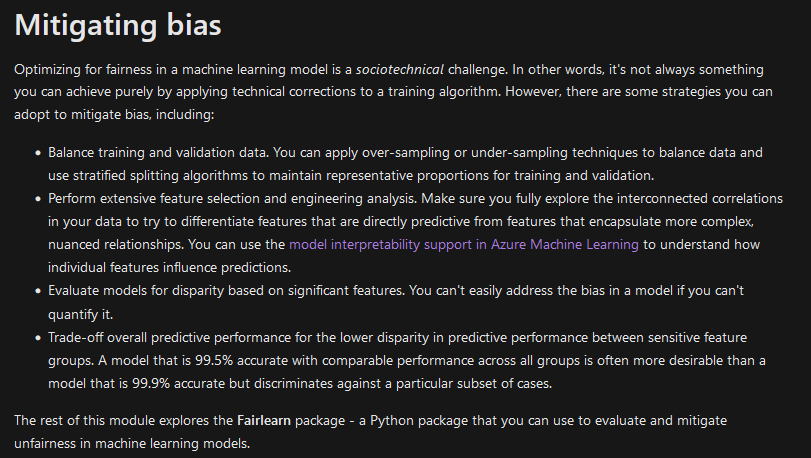 Mitigating bias
Optimizing for fairness in a machine learning model is a sociotechnical challenge. In other words, it's not always something
you can achieve purely by applying technical corrections to a training algorithm. However, there are some strategies you can
adopt to mitigate bias, including:
• Balance training and validation data. You can apply over-sampling or under-sampling techniques to balance data and
use stratified splitting algorithms to maintain representative proportions for training and validation.
• Perform extensive feature selection and engineering analysis. Make sure you fully explore the interconnected correlations
in your data to try to differentiate features that are directly predictive from features that encapsulate more complex,
nuanced relationships. You can use the model interpretability support in Azure Machine Learning to understand how
individual features influence predictions.
• Evaluate models for disparity based on significant features. You can't easily address the bias in a model if you can't
quantify it.
• Trade-off overall predictive performance for the lower disparity in predictive performance between sensitive feature
groups. A model that is 99.5% accurate with comparable performance across all groups is often more desirable than a
model that is 99.9% accurate but discriminates against a particular subset of cases.
The rest of this module explores the Fairlearn package - a Python package that you can use to evaluate and mitigate
unfairness in machine learning models.